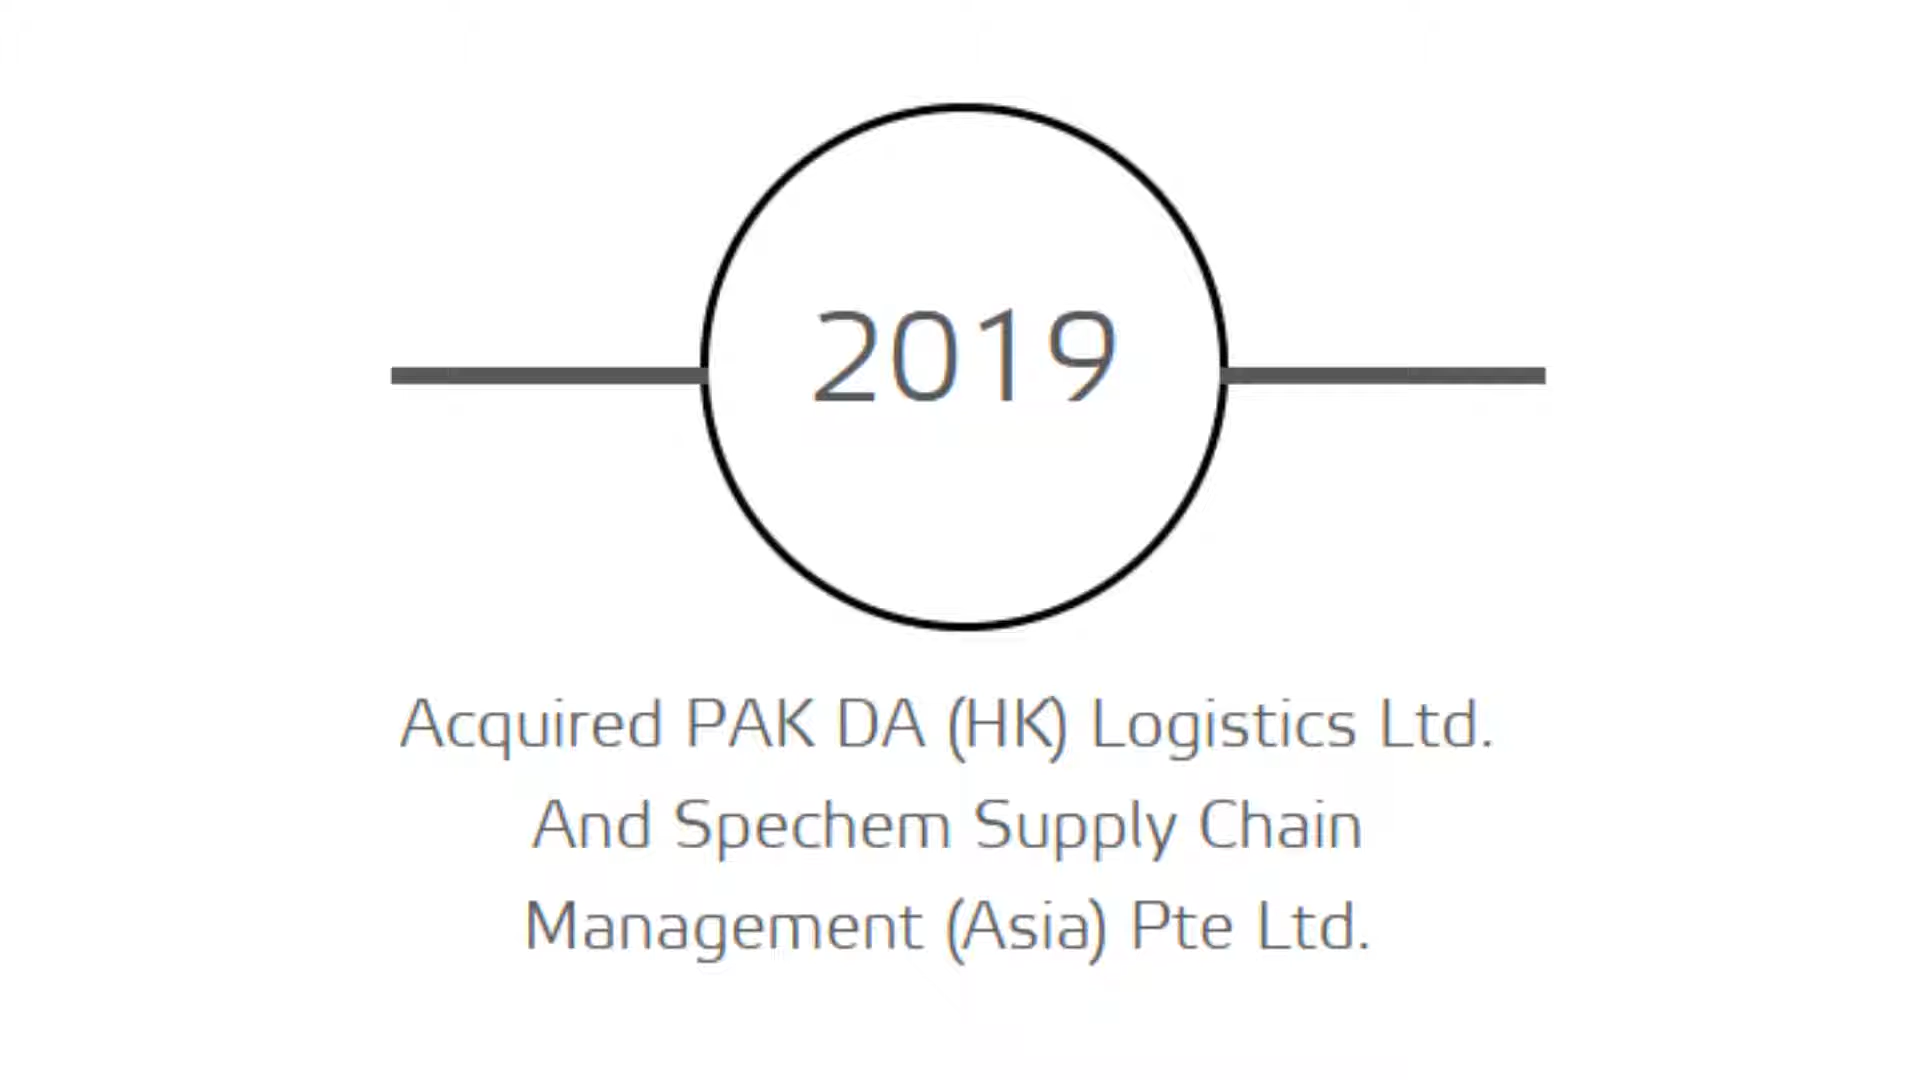 2019
Acquired PAK DA (HK) Logistics Ltd.
And Spechem Supply Chain
Management (Asia) Pte Ltd.